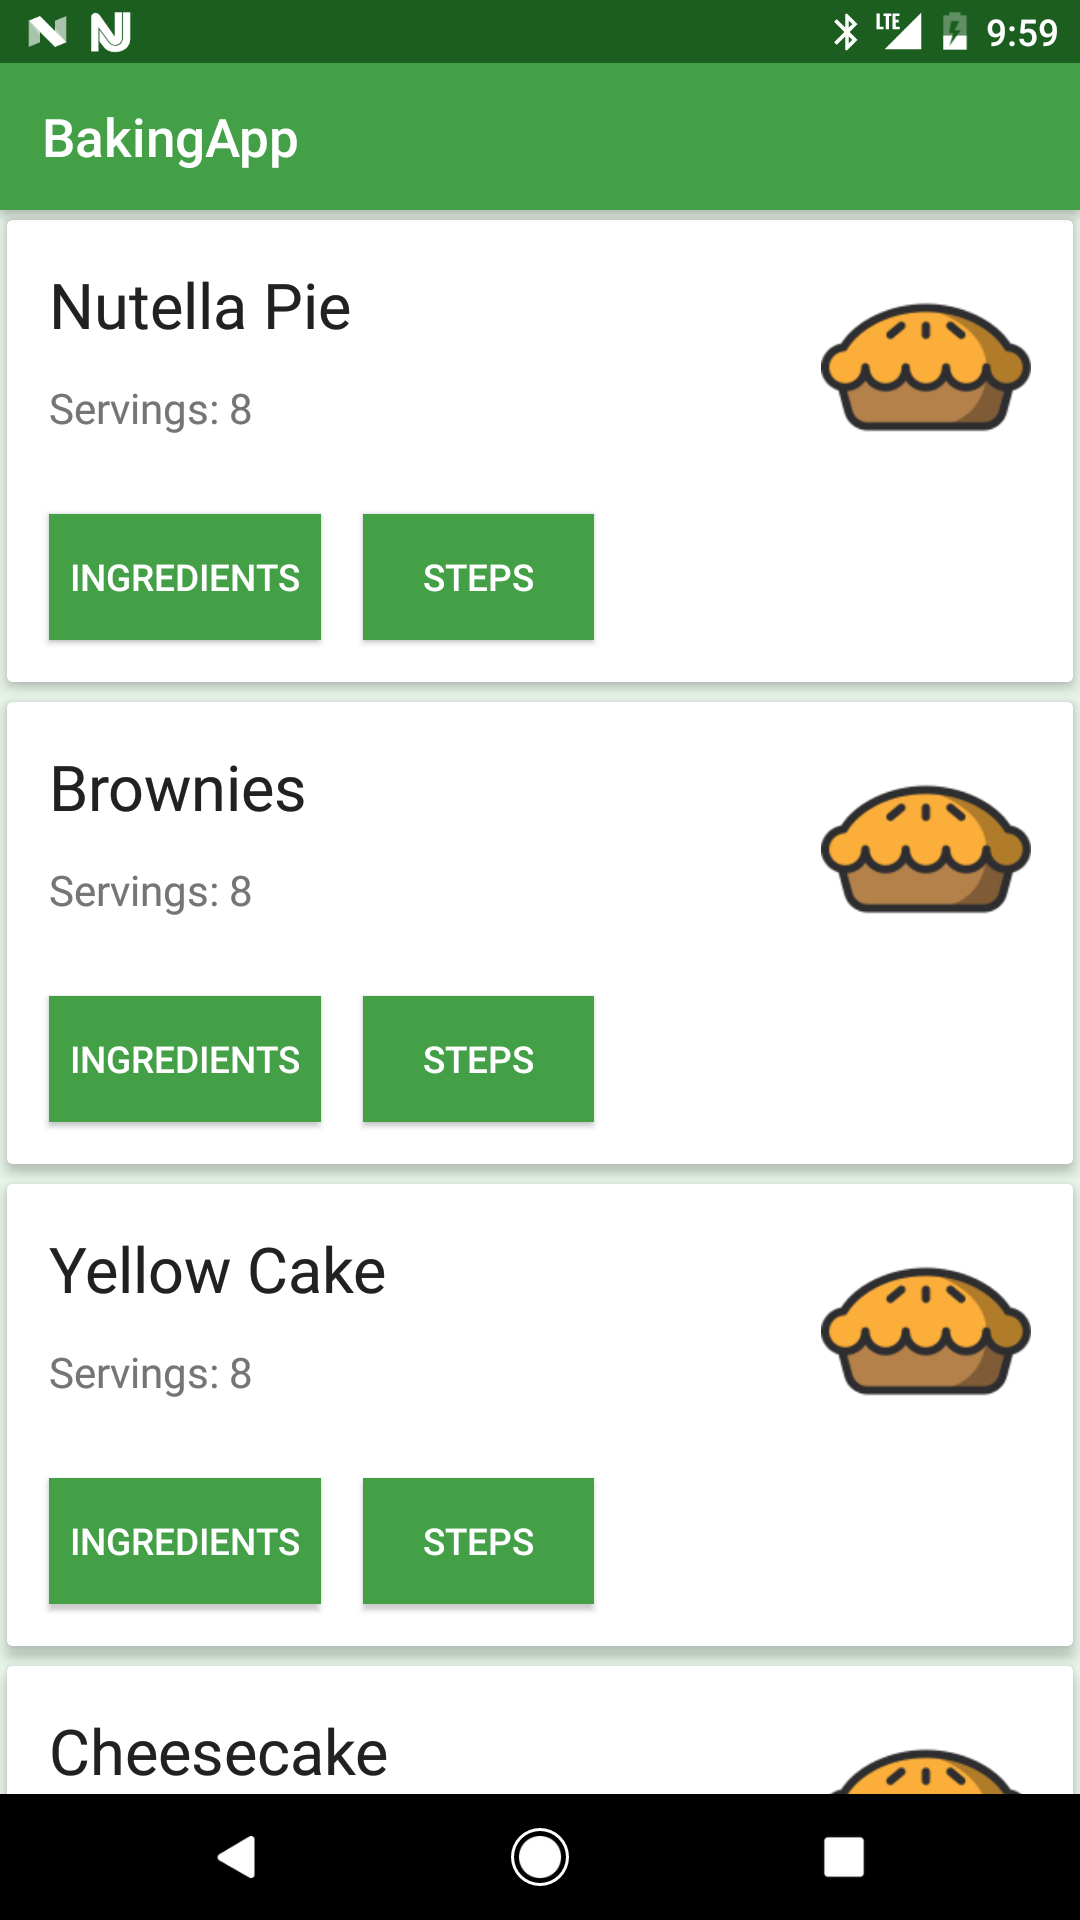 LTE 9:59
BakingApp
Nutella Pie
Servings: 8
INGREDIENTS STEPS
Brownies
Servings: 8
INGREDIENTS STEPS
Yellow Cake
Servings: 8
INGREDIENTS STEPS
Cheesecake